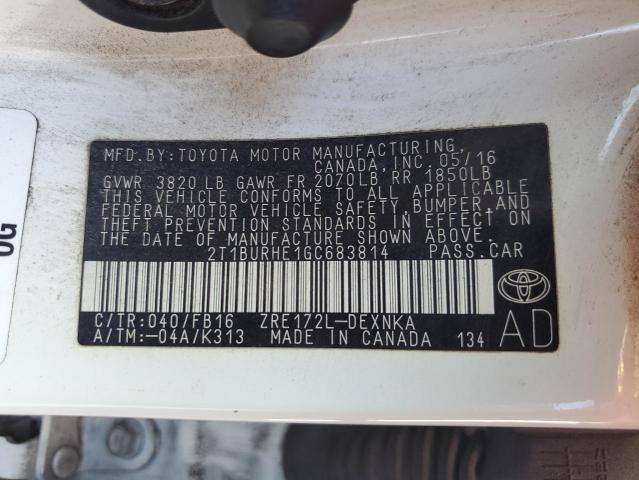 MFD.BY:TOYOTA MOTOR MANUFACTURING,
CANADA, INC. 05/16
GVWR 3820 LB GAWR FR 2070LB, RR 1850LB
THIS VEHICLE CONFORMS TO ALL APPLICABLE
FEDERAL MOTOR VEHICLE SAFETY, BUMPER, AND
THEFT PREVENTION STANDARDS IN EFFECT ON
THE DATE OF MANUFACTURE SHOWN ABOVE.
2T1BURHE1GC683814 PASS.CAR
C/TR:040/FB16 ZRE172L-DEXNKA
A/TM:-04A/K313 MADE IN CANADA 134
AD